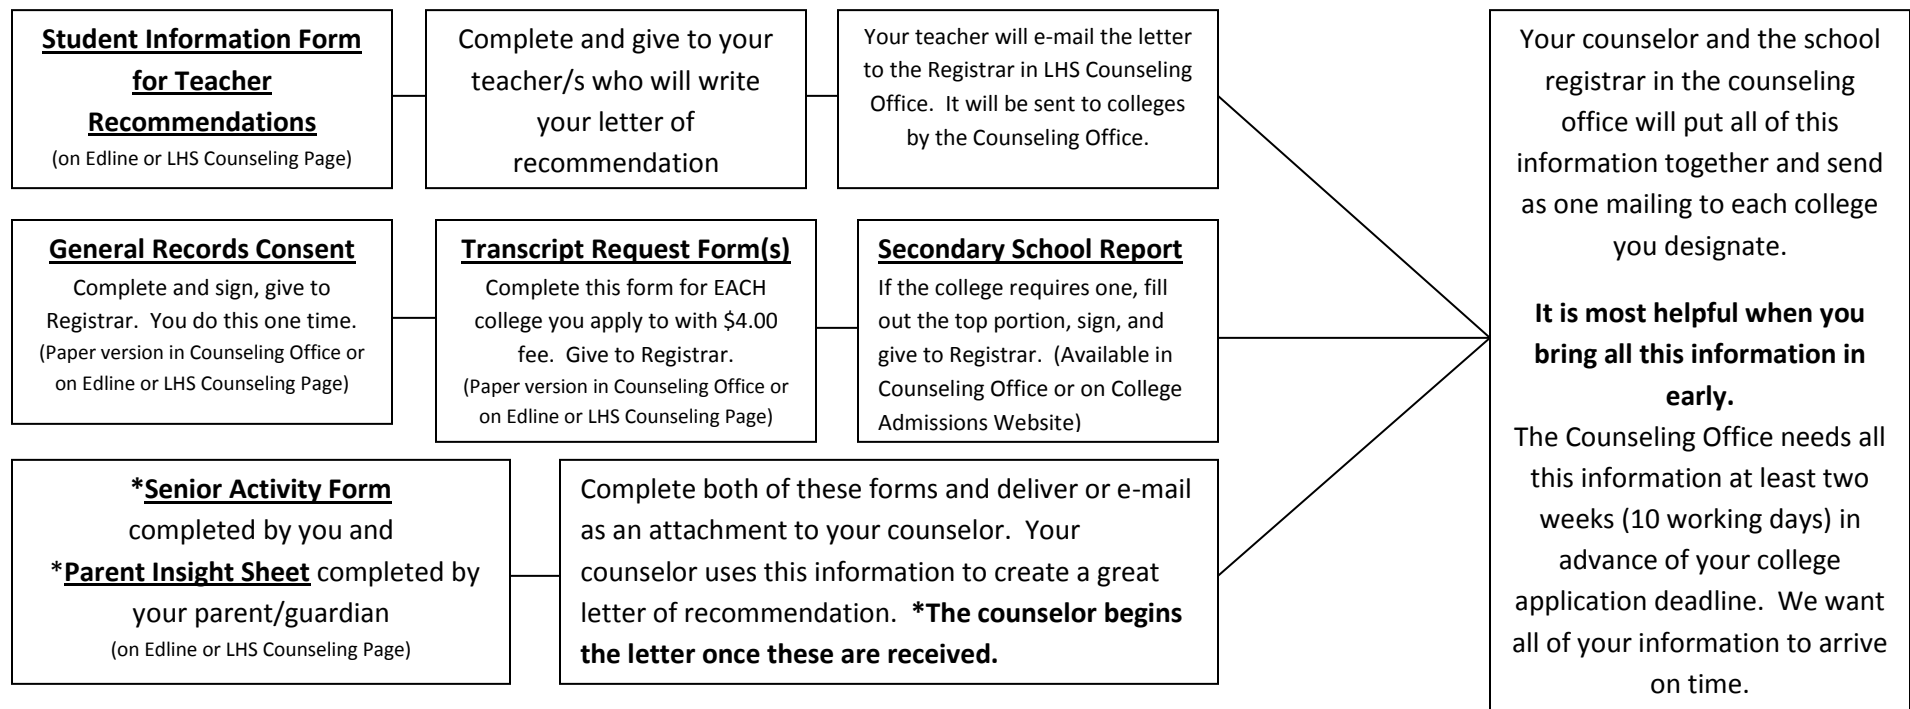 Student Information Form
for Teacher
Recommendations
(on Edline or LHS Counseling Page)
Complete and give to your
teacher/s who will write
your letter of
recommendation
Your teacher will e-mail the letter
to the Registrar in LHS Counseling
Office.  It will be sent to colleges
by the Counseling Office.
General Records Consent
Complete and sign, give to
Registrar.  You do this one time.
(Paper version in Counseling Office or
on Edline or LHS Counseling Page)
Transcript Request Form(s)
Complete this form for EACH
college you apply to with $4.00
fee.  Give to Registrar.
(Paper version in Counseling Office or
on Edline or LHS Counseling Page)
Secondary School Report
If the college requires one, fill
out the top portion, sign, and
give to Registrar.  (Available in
Counseling Office or on College
Admissions Website)
*Senior Activity Form
completed by you and
*Parent Insight Sheet completed by
your parent/guardian
(on Edline or LHS Counseling Page)
Complete both of these forms and deliver or e-mail
as an attachment to your counselor.  Your
counselor uses this information to create a great
letter of recommendation.  *The counselor begins
the letter once these are received.
Your counselor and the school
registrar in the counseling
office will put all of this
information together and send
as one mailing to each college
you designate.
It is most helpful when you
bring all this information in
early.
The Counseling Office needs all
this information at least two
weeks (10 working days) in
advance of your college
application deadline.  We want
all of your information to arrive
on time.